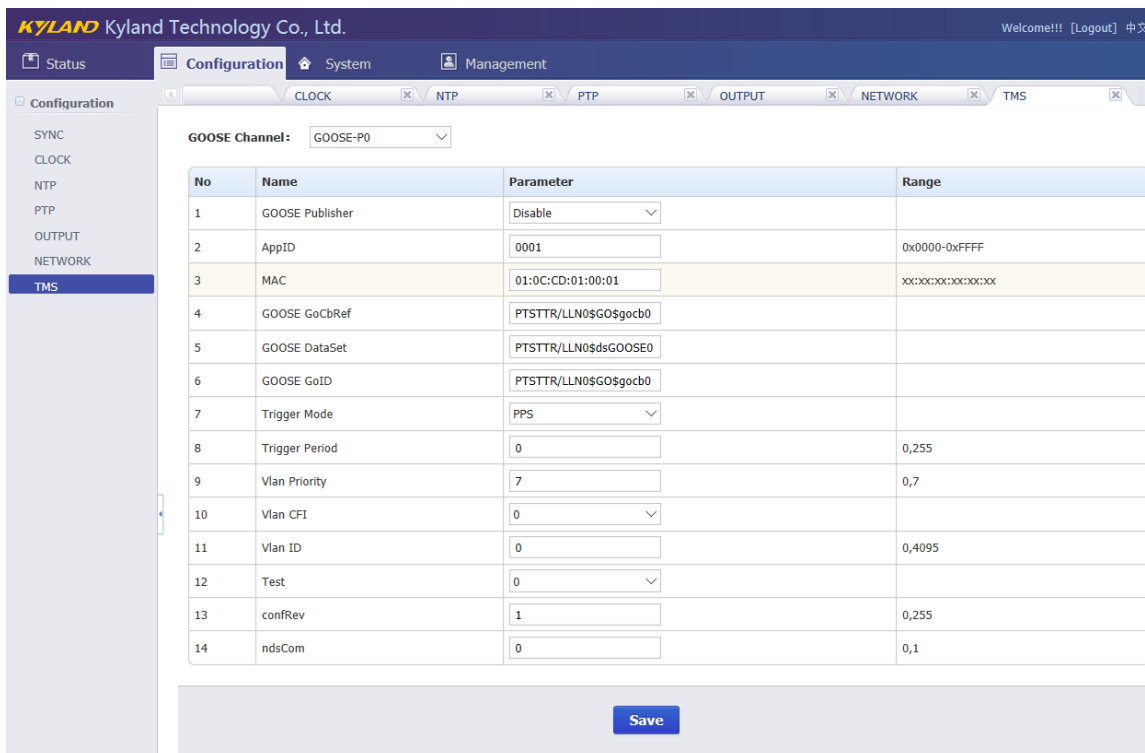 KYLAND Kyland Technology Co., Ltd.
Welcome!!! [Logout] 中文
Status Configuration System Management
Configuration
SYNC
CLOCK
NTP
PTP
OUTPUT
NETWORK
TMS
CLOCK NTP PTP OUTPUT NETWORK TMS
GOOSE Channel: GOOSE-P0
No Name Parameter Range
1 GOOSE Publisher Disable
2 AppID 0001 0x0000-0xFFFF
3 MAC 01:0C:CD:01:00:01 xx:xx:xx:xx:xx:xx
4 GOOSE GoCbRef PTSTTR/LLN0$GO$gocb0
5 GOOSE DataSet PTSTTR/LLN0$dsGOOSE0
6 GOOSE GoID PTSTTR/LLN0$GO$gocb0
7 Trigger Mode PPS
8 Trigger Period 0 0,255
9 Vlan Priority 7 0,7
10 Vlan CFI 0
11 Vlan ID 0 0,4095
12 Test 0
13 confRev 1 0,255
14 ndsCom 0 0,1
Save